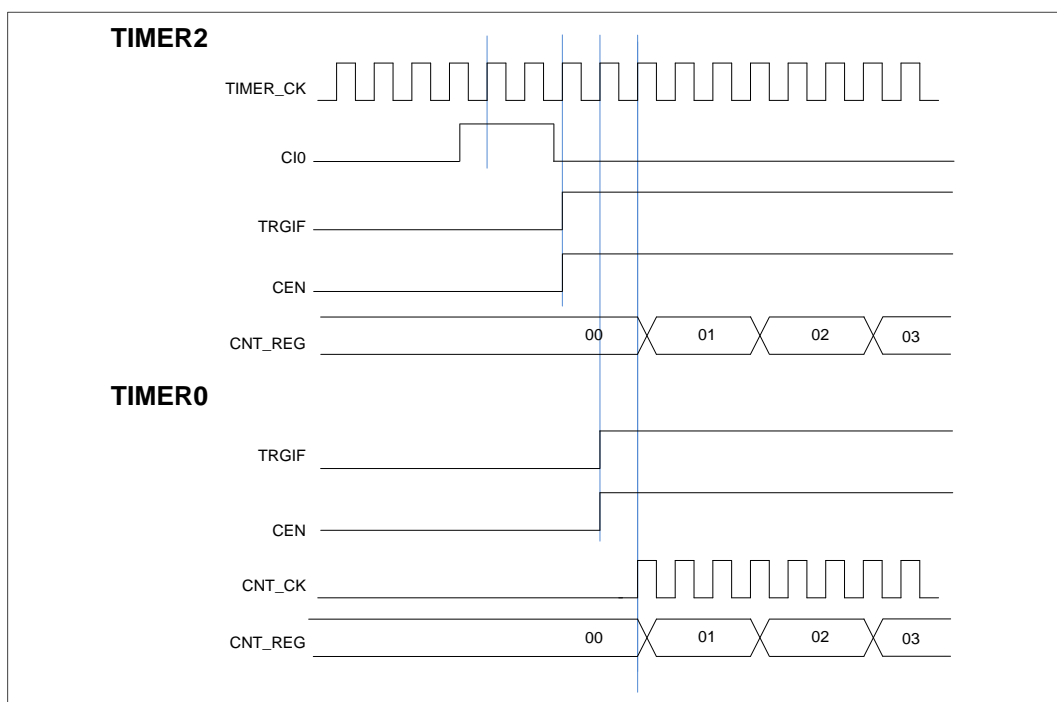 TIMER2
TIMER_CK
CI0
TRGIF
CEN
CNT_REG 00 01 02 03
TIMER0
TRGIF
CEN
CNT_CK
CNT_REG 00 01 02 03